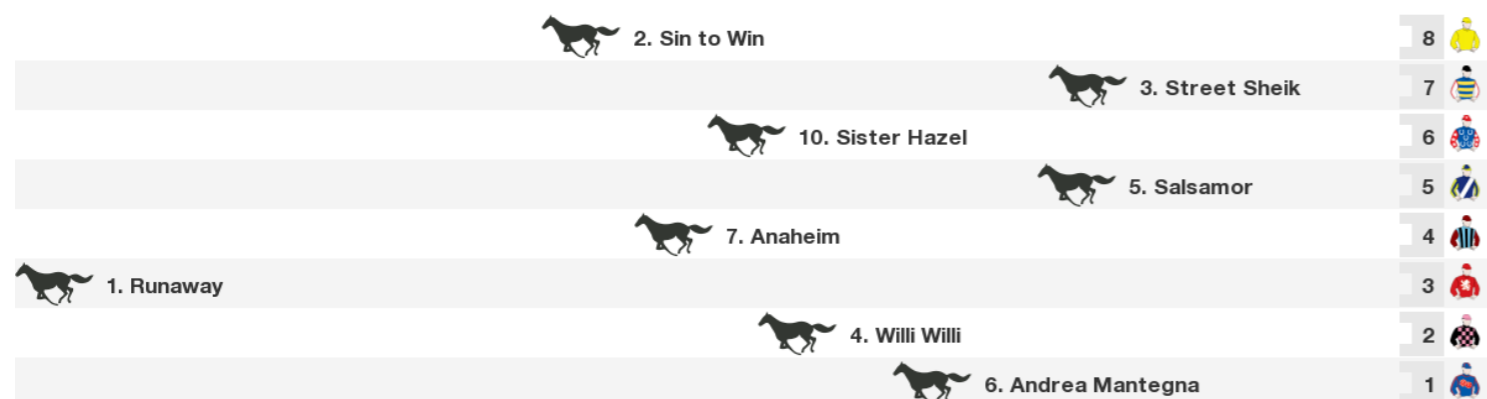 2. Sin to Win 8
3. Street Sheik 7
10. Sister Hazel 6
5. Salsamor 5
7. Anaheim 4
1. Runaway 3
4. Willi Willi 2
6. Andrea Mantegna 1